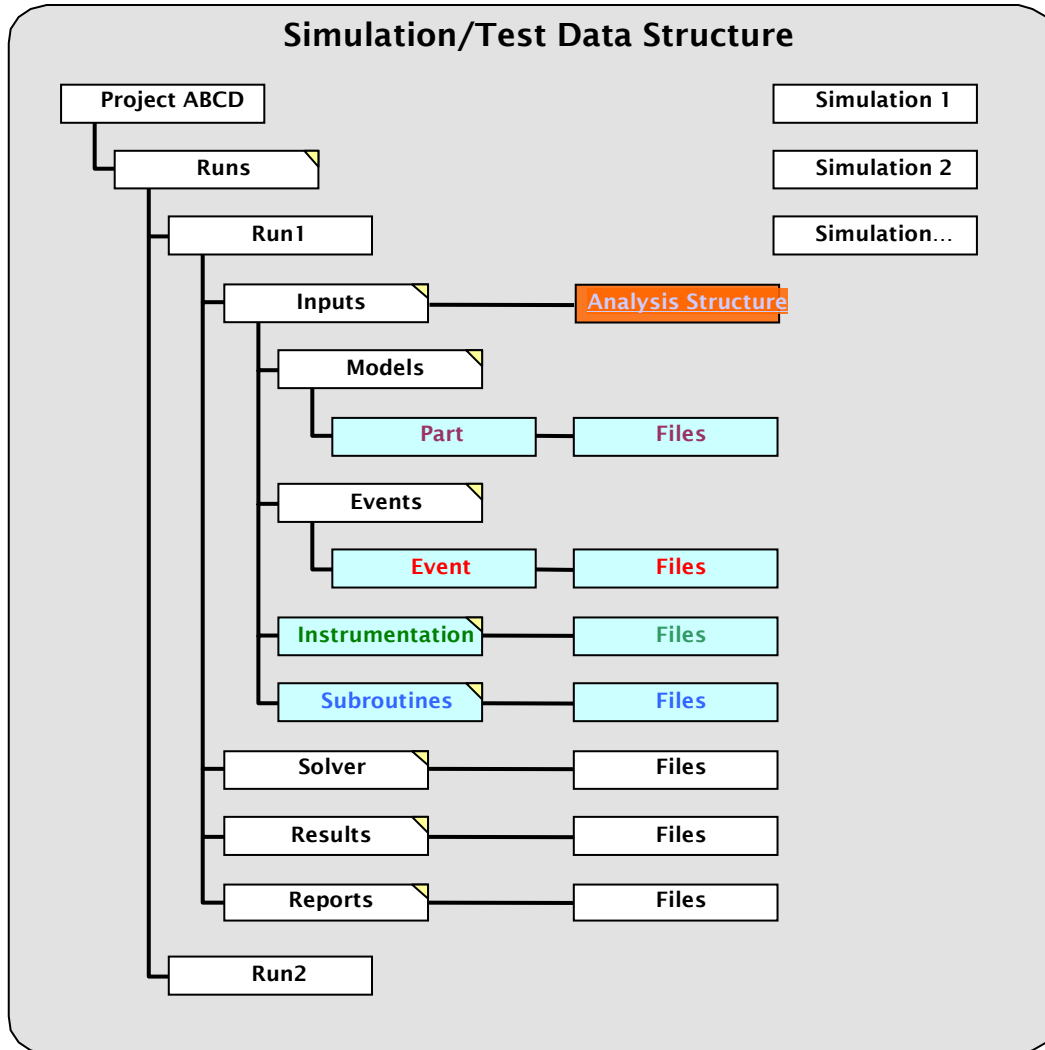 Simulation/Test Data Structure
Project ABCD
Simulation 1
Runs
Simulation 2
Run1
Simulation…
Inputs
Analysis Structure
Models
Part
Files
Events
Event
Files
Instrumentation
Files
Subroutines
Files
Solver
Files
Results
Files
Reports
Files
Run2